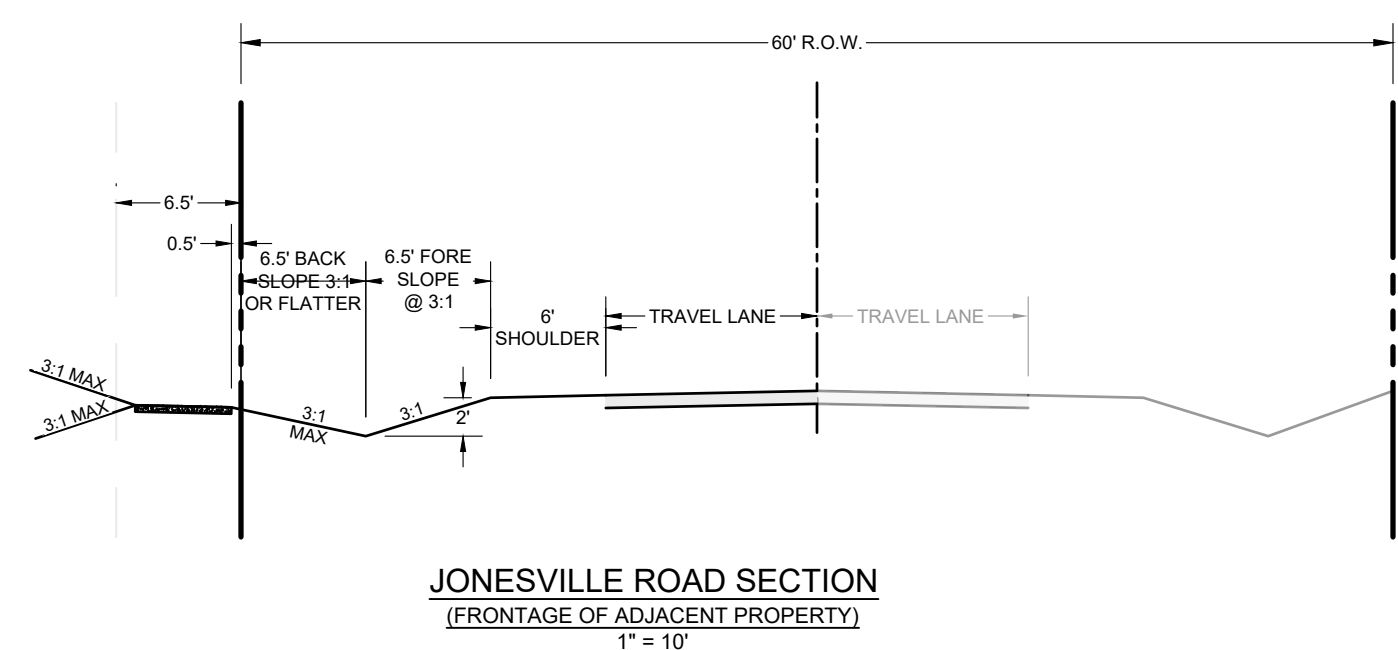 60' R.O.W.
6.5'
0.5'
6.5' BACK
SLOPE 3:1
OR FLATTER
6.5' FORE
SLOPE
@ 3:1
6'
SHOULDER
TRAVEL LANE
TRAVEL LANE
3:1 MAX
3:1 MAX
3:1
MAX
3:1
2'
JONESVILLE ROAD SECTION
(FRONTAGE OF ADJACENT PROPERTY)
1" = 10'